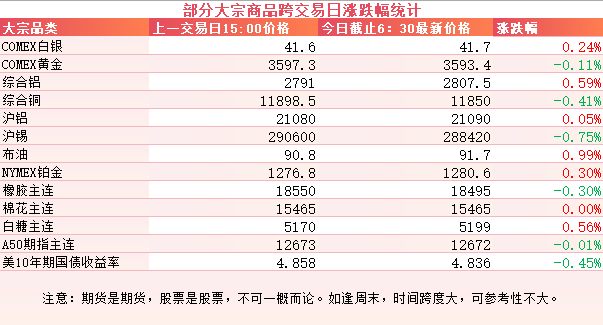 部分大宗商品跨交易日涨跌幅统计
大宗品类 上一交易日15:00价格 今日截止6：30最新价格 涨跌幅
COMEX白银 41.6 41.7 0.24%
COMEX黄金 3597.3 3593.4 -0.11%
综合铝 2791 2807.5 0.59%
综合铜 11898.5 11850 -0.41%
沪铝 21080 21090 0.05%
沪锡 290600 288420 -0.75%
布油 90.8 91.7 0.99%
NYMEX铂金 1276.8 1280.6 0.30%
橡胶主连 18550 18495 -0.30%
棉花主连 15465 15465 0.00%
白糖主连 5170 5199 0.56%
A50期指主连 12673 12672 -0.01%
美10年期国债收益率 4.858 4.836 -0.45%
注意：期货是期货，股票是股票，不可一概而论。如逢周末，时间跨度大，可参考性不大。